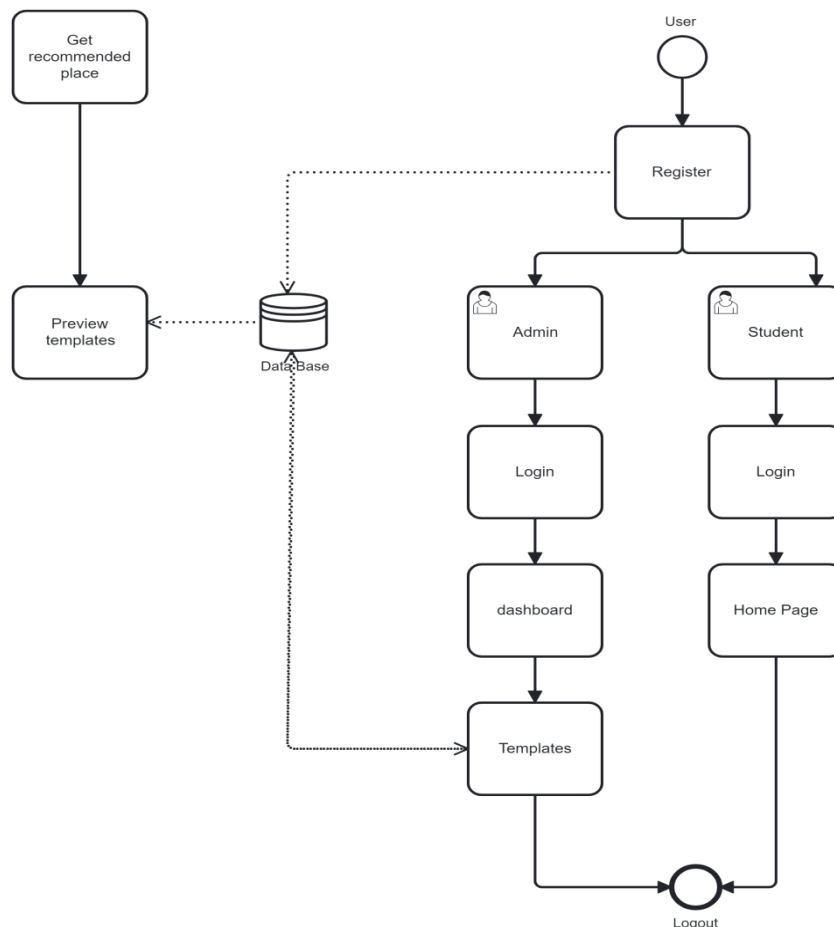 Get
recommended
place
User
Register
Preview
templates
Data Base
Admin
Student
Login
Login
dashboard
Home Page
Templates
Logout